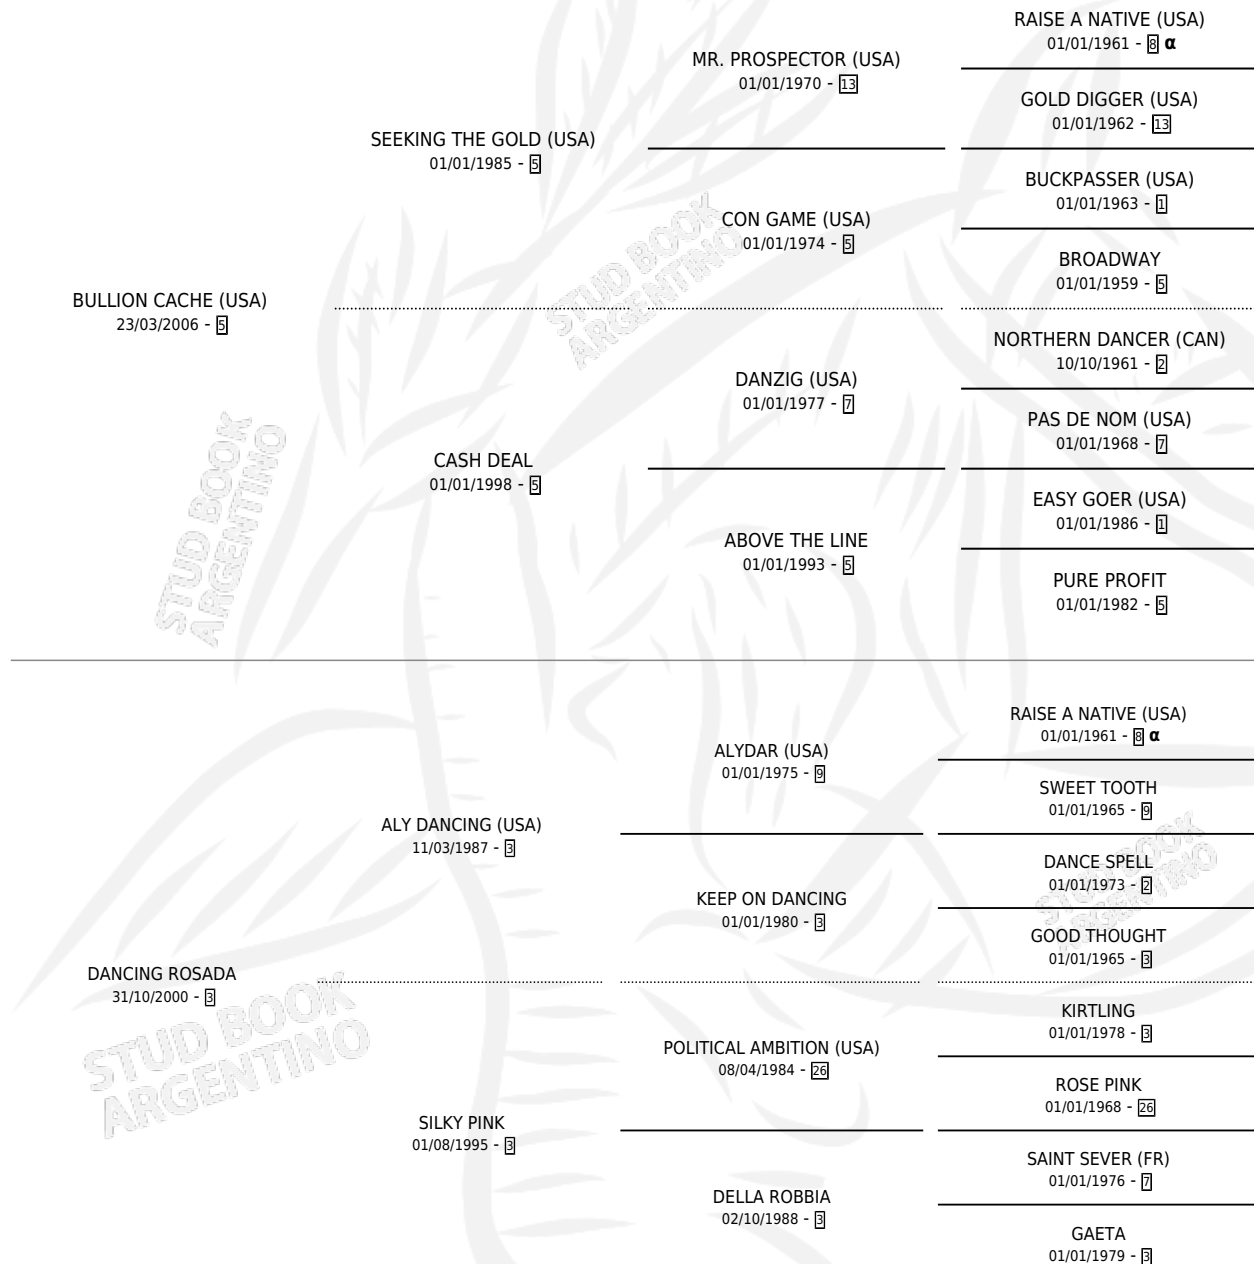 RAISE A NATIVE (USA)
01/01/1961 - 8 α
MR. PROSPECTOR (USA)
01/01/1970 - 13
GOLD DIGGER (USA)
01/01/1962 - 13
SEEKING THE GOLD (USA)
01/01/1985 - 5
BUCKPASSER (USA)
01/01/1963 - 1
CON GAME (USA)
01/01/1974 - 5
BROADWAY
01/01/1959 - 5
STUD BOOK
ARGENTINO
BULLION CACHE (USA)
23/03/2006 - 5
NORTHERN DANCER (CAN)
10/10/1961 - 2
DANZIG (USA)
01/01/1977 - 7
PAS DE NOM (USA)
01/01/1968 - 7
CASH DEAL
01/01/1998 - 5
EASY GOER (USA)
01/01/1986 - 1
ABOVE THE LINE
01/01/1993 - 5
PURE PROFIT
01/01/1982 - 5
STUD BOOK
ARGENTINO
RAISE A NATIVE (USA)
01/01/1961 - 8 α
ALYDAR (USA)
01/01/1975 - 9
SWEET TOOTH
01/01/1965 - 9
ALY DANCING (USA)
11/03/1987 - 3
DANCE SPELL
01/01/1973 - 2
KEEP ON DANCING
01/01/1980 - 3
GOOD THOUGHT
01/01/1965 - 3
STUD BOOK
ARGENTINO
DANCING ROSADA
31/10/2000 - 3
KIRTLING
01/01/1978 - 3
POLITICAL AMBITION (USA)
08/04/1984 - 26
ROSE PINK
01/01/1968 - 26
STUD BOOK
ARGENTINO
SILKY PINK
01/08/1995 - 3
SAINT SEVER (FR)
01/01/1976 - 7
DELLA ROBBIA
02/10/1988 - 3
GAETA
01/01/1979 - 3